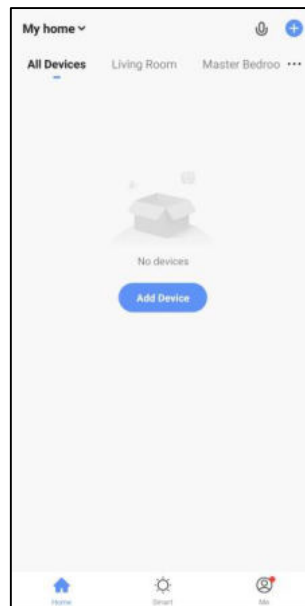 My home
All Devices Living Room Master Bedroo ···
No devices
Add Device
Home Smart Me